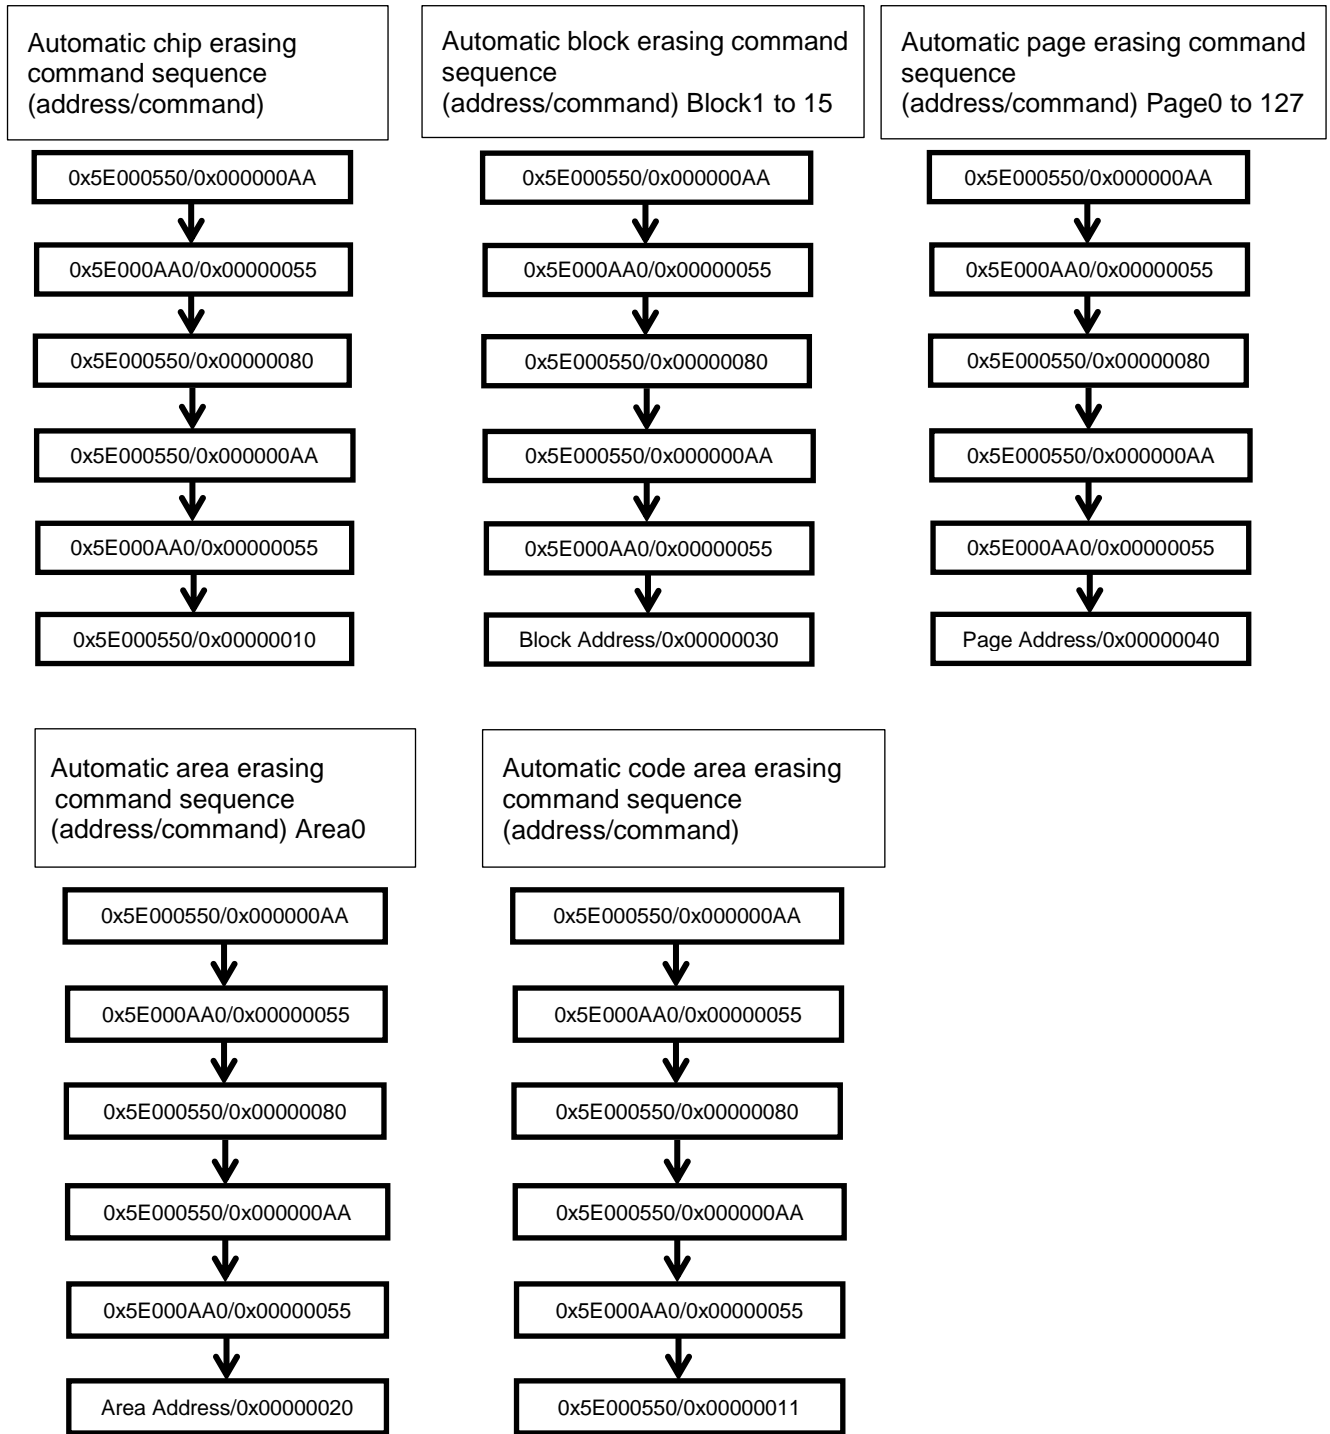 Automatic chip erasing
command sequence
(address/command)
0x5E000550/0x000000AA
0x5E000AA0/0x00000055
0x5E000550/0x00000080
0x5E000550/0x000000AA
0x5E000AA0/0x00000055
0x5E000550/0x00000010
Automatic block erasing command
sequence
(address/command) Block1 to 15
0x5E000550/0x000000AA
0x5E000AA0/0x00000055
0x5E000550/0x00000080
0x5E000550/0x000000AA
0x5E000AA0/0x00000055
Block Address/0x00000030
Automatic page erasing command
sequence
(address/command) Page0 to 127
0x5E000550/0x000000AA
0x5E000AA0/0x00000055
0x5E000550/0x00000080
0x5E000550/0x000000AA
0x5E000AA0/0x00000055
Page Address/0x00000040
Automatic area erasing
command sequence
(address/command) Area0
0x5E000550/0x000000AA
0x5E000AA0/0x00000055
0x5E000550/0x00000080
0x5E000550/0x000000AA
0x5E000AA0/0x00000055
Area Address/0x00000020
Automatic code area erasing
command sequence
(address/command)
0x5E000550/0x000000AA
0x5E000AA0/0x00000055
0x5E000550/0x00000080
0x5E000550/0x000000AA
0x5E000AA0/0x00000055
0x5E000550/0x00000011